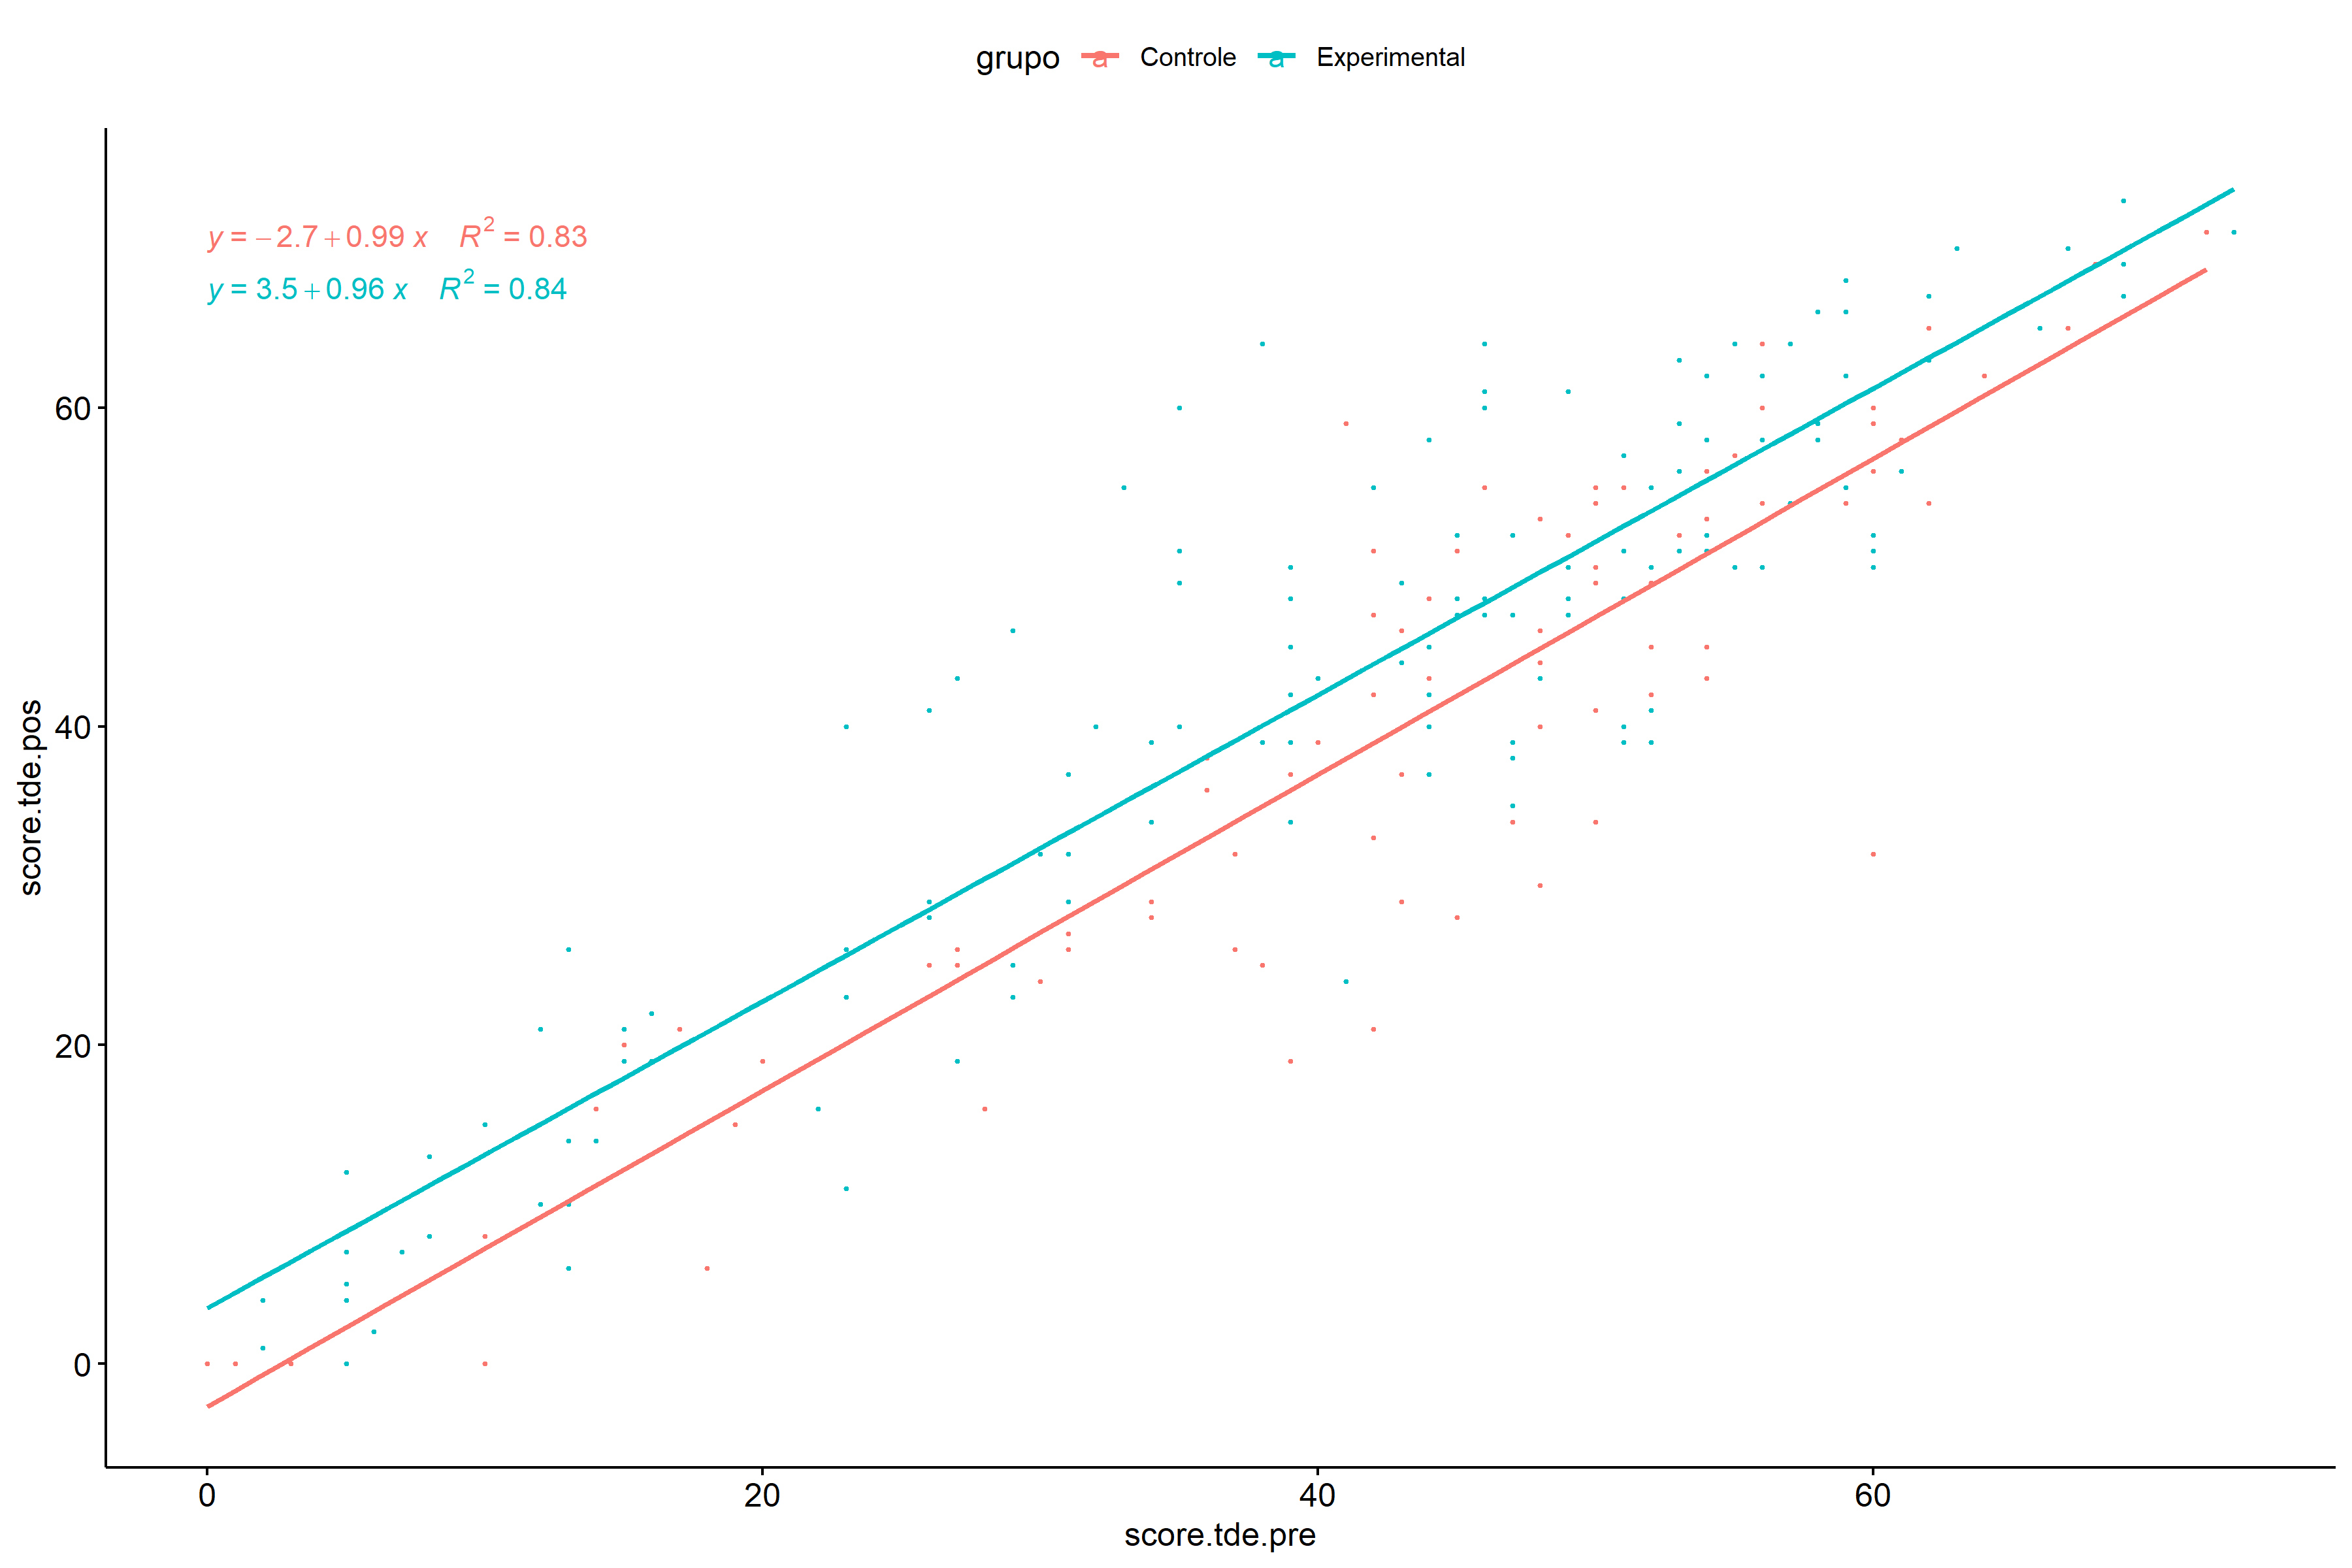 grupo a Controle a Experimental
y = −2.7 + 0.99 x R² = 0.83
y = 3.5 + 0.96 x R² = 0.84
60
40
20
0
score.tde.pos
0 20 40 60
score.tde.pre